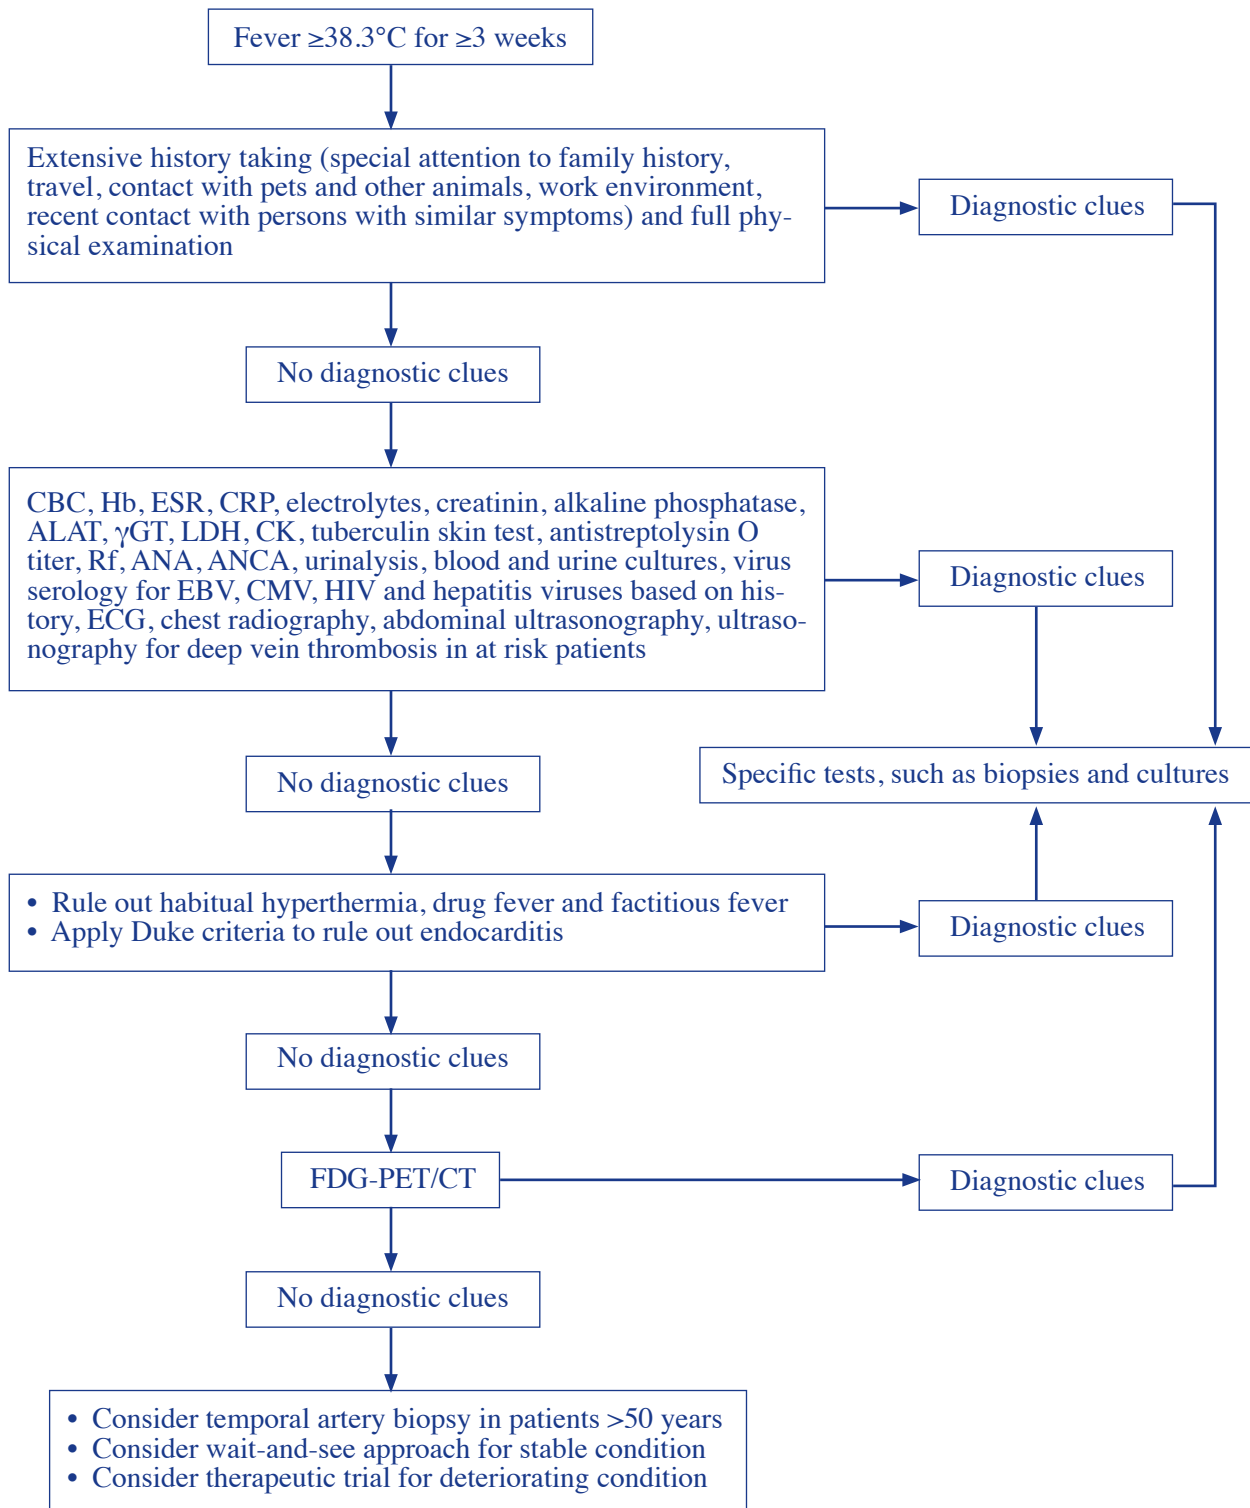 Fever ≥38.3°C for ≥3 weeks
Extensive history taking (special attention to family history,
travel, contact with pets and other animals, work environment,
recent contact with persons with similar symptoms) and full phy-
sical examination
Diagnostic clues
No diagnostic clues
CBC, Hb, ESR, CRP, electrolytes, creatinin, alkaline phosphatase,
ALAT, γGT, LDH, CK, tuberculin skin test, antistreptolysin O
titer, Rf, ANA, ANCA, urinalysis, blood and urine cultures, virus
serology for EBV, CMV, HIV and hepatitis viruses based on his-
tory, ECG, chest radiography, abdominal ultrasonography, ultraso-
nography for deep vein thrombosis in at risk patients
Diagnostic clues
No diagnostic clues
Specific tests, such as biopsies and cultures
• Rule out habitual hyperthermia, drug fever and factitious fever
• Apply Duke criteria to rule out endocarditis
Diagnostic clues
No diagnostic clues
FDG-PET/CT
Diagnostic clues
No diagnostic clues
• Consider temporal artery biopsy in patients >50 years
• Consider wait-and-see approach for stable condition
• Consider therapeutic trial for deteriorating condition